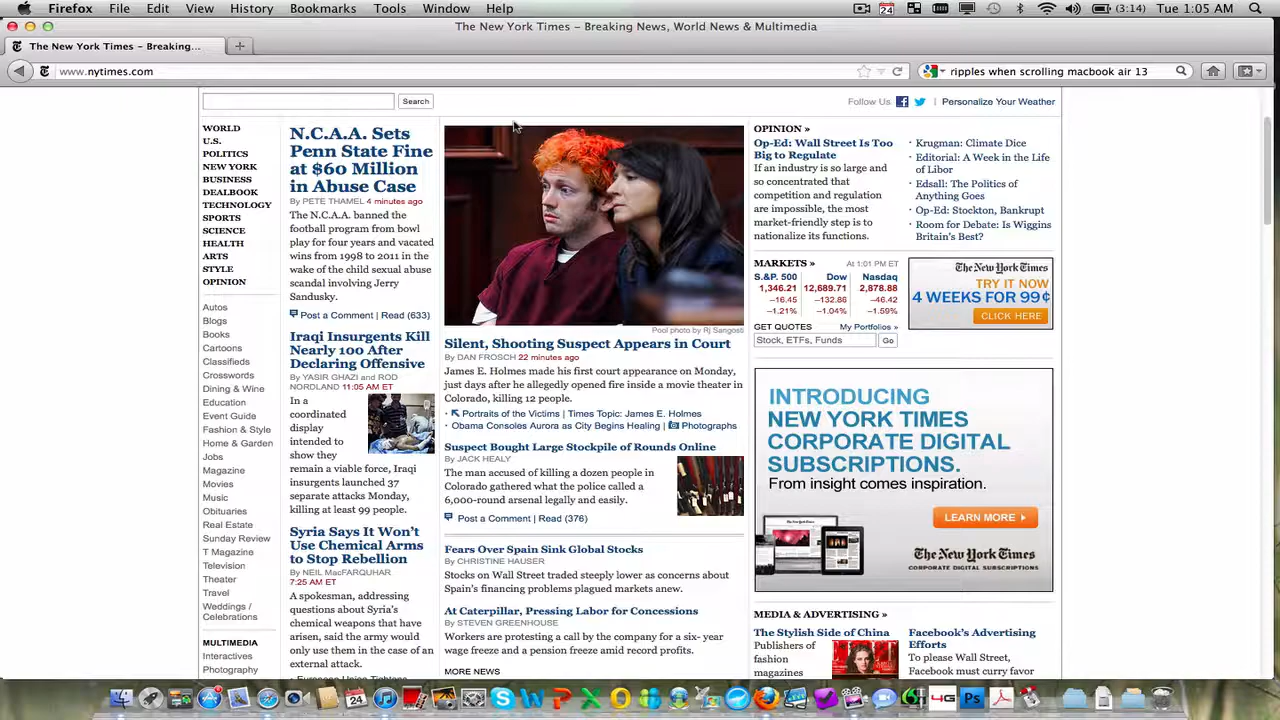 Firefox File Edit View History Bookmarks Tools Window Help
24 (3:14) Tue 1:05 AM
The New York Times – Breaking News, World News & Multimedia
The New York Times – Breaking...
www.nytimes.com
ripples when scrolling macbook air 13
Search
Follow Us
Personalize Your Weather
WORLD
U.S.
POLITICS
NEW YORK
BUSINESS
DEALBOOK
TECHNOLOGY
SPORTS
SCIENCE
HEALTH
ARTS
STYLE
OPINION
Autos
Blogs
Books
Cartoons
Classifieds
Crosswords
Dining & Wine
Education
Event Guide
Fashion & Style
Home & Garden
Jobs
Magazine
Movies
Music
Obituaries
Real Estate
Sunday Review
T Magazine
Television
Theater
Travel
Weddings /
Celebrations
MULTIMEDIA
Interactives
Photography
N.C.A.A. Sets
Penn State Fine
at $60 Million
in Abuse Case
By PETE THAMEL 4 minutes ago
The N.C.A.A. banned the
football program from bowl
play for four years and vacated
wins from 1998 to 2011 in the
wake of the child sexual abuse
scandal involving Jerry
Sandusky.
Post a Comment | Read (633)
Iraqi Insurgents Kill
Nearly 100 After
Declaring Offensive
By YASIR GHAZI and ROD
NORDLAND 11:05 AM ET
In a
coordinated
display
intended to
show they
remain a viable force, Iraqi
insurgents launched 37
separate attacks Monday,
killing at least 99 people.
Syria Says It Won't
Use Chemical Arms
to Stop Rebellion
By NEIL MacFARQUHAR
7:25 AM ET
A spokesman, addressing
questions about Syria's
chemical weapons that have
arisen, said the army would
only use them in case of an
external attack.
Pool photo by Rj Sangosti
Silent, Shooting Suspect Appears in Court
By DAN FROSCH 22 minutes ago
James E. Holmes made his first court appearance on Monday,
just days after he allegedly opened fire inside a movie theater in
Colorado, killing 12 people.
Portraits of the Victims | Times Topic: James E. Holmes
Obama Consoles Aurora as City Begins Healing | Photographs
Suspect Bought Large Stockpile of Rounds Online
By JACK HEALY
The man accused of killing a dozen people in
Colorado gathered what the police called a
6,000-round arsenal legally and easily.
Post a Comment | Read (376)
Fears Over Spain Sink Global Stocks
By CHRISTINE HAUSER
Stocks on Wall Street traded steeply lower as concerns about
Spain's financing problems plagued markets anew.
At Caterpillar, Pressing Labor for Concessions
By STEVEN GREENHOUSE
Workers are protesting a call by the company for a six- year
wage freeze and a pension freeze amid record profits.
MORE NEWS
OPINION »
Op-Ed: Wall Street Is Too
Big to Regulate
If an industry is so large and
so concentrated that
competition and regulation
are impossible, the most
market-friendly step is to
nationalize its functions.
Krugman: Climate Dice
Editorial: A Week in the Life
of Libor
Edsall: The Politics of
Anything Goes
Op-Ed: Stockton, Bankrupt
Room for Debate: Is Wiggins
Britain's Best?
MARKETS » At 1:01 PM ET
S.&P. 500 Dow Nasdaq
1,346.21 12,689.71 2,878.88
–16.45 –132.86 –46.42
–1.21% –1.04% –1.59%
GET QUOTES My Portfolios »
Stock, ETFs, Funds Go
The New York Times
TRY IT NOW
4 WEEKS FOR 99¢
CLICK HERE
INTRODUCING
NEW YORK TIMES
CORPORATE DIGITAL
SUBSCRIPTIONS.
From insight comes inspiration.
LEARN MORE
The New York Times
CORPORATE DIGITAL SUBSCRIPTIONS
MEDIA & ADVERTISING »
The Stylish Side of China
Publishers of
fashion
magazines
Facebook's Advertising
Efforts
To please Wall Street,
Facebook must curry favor
24
4G
Ps